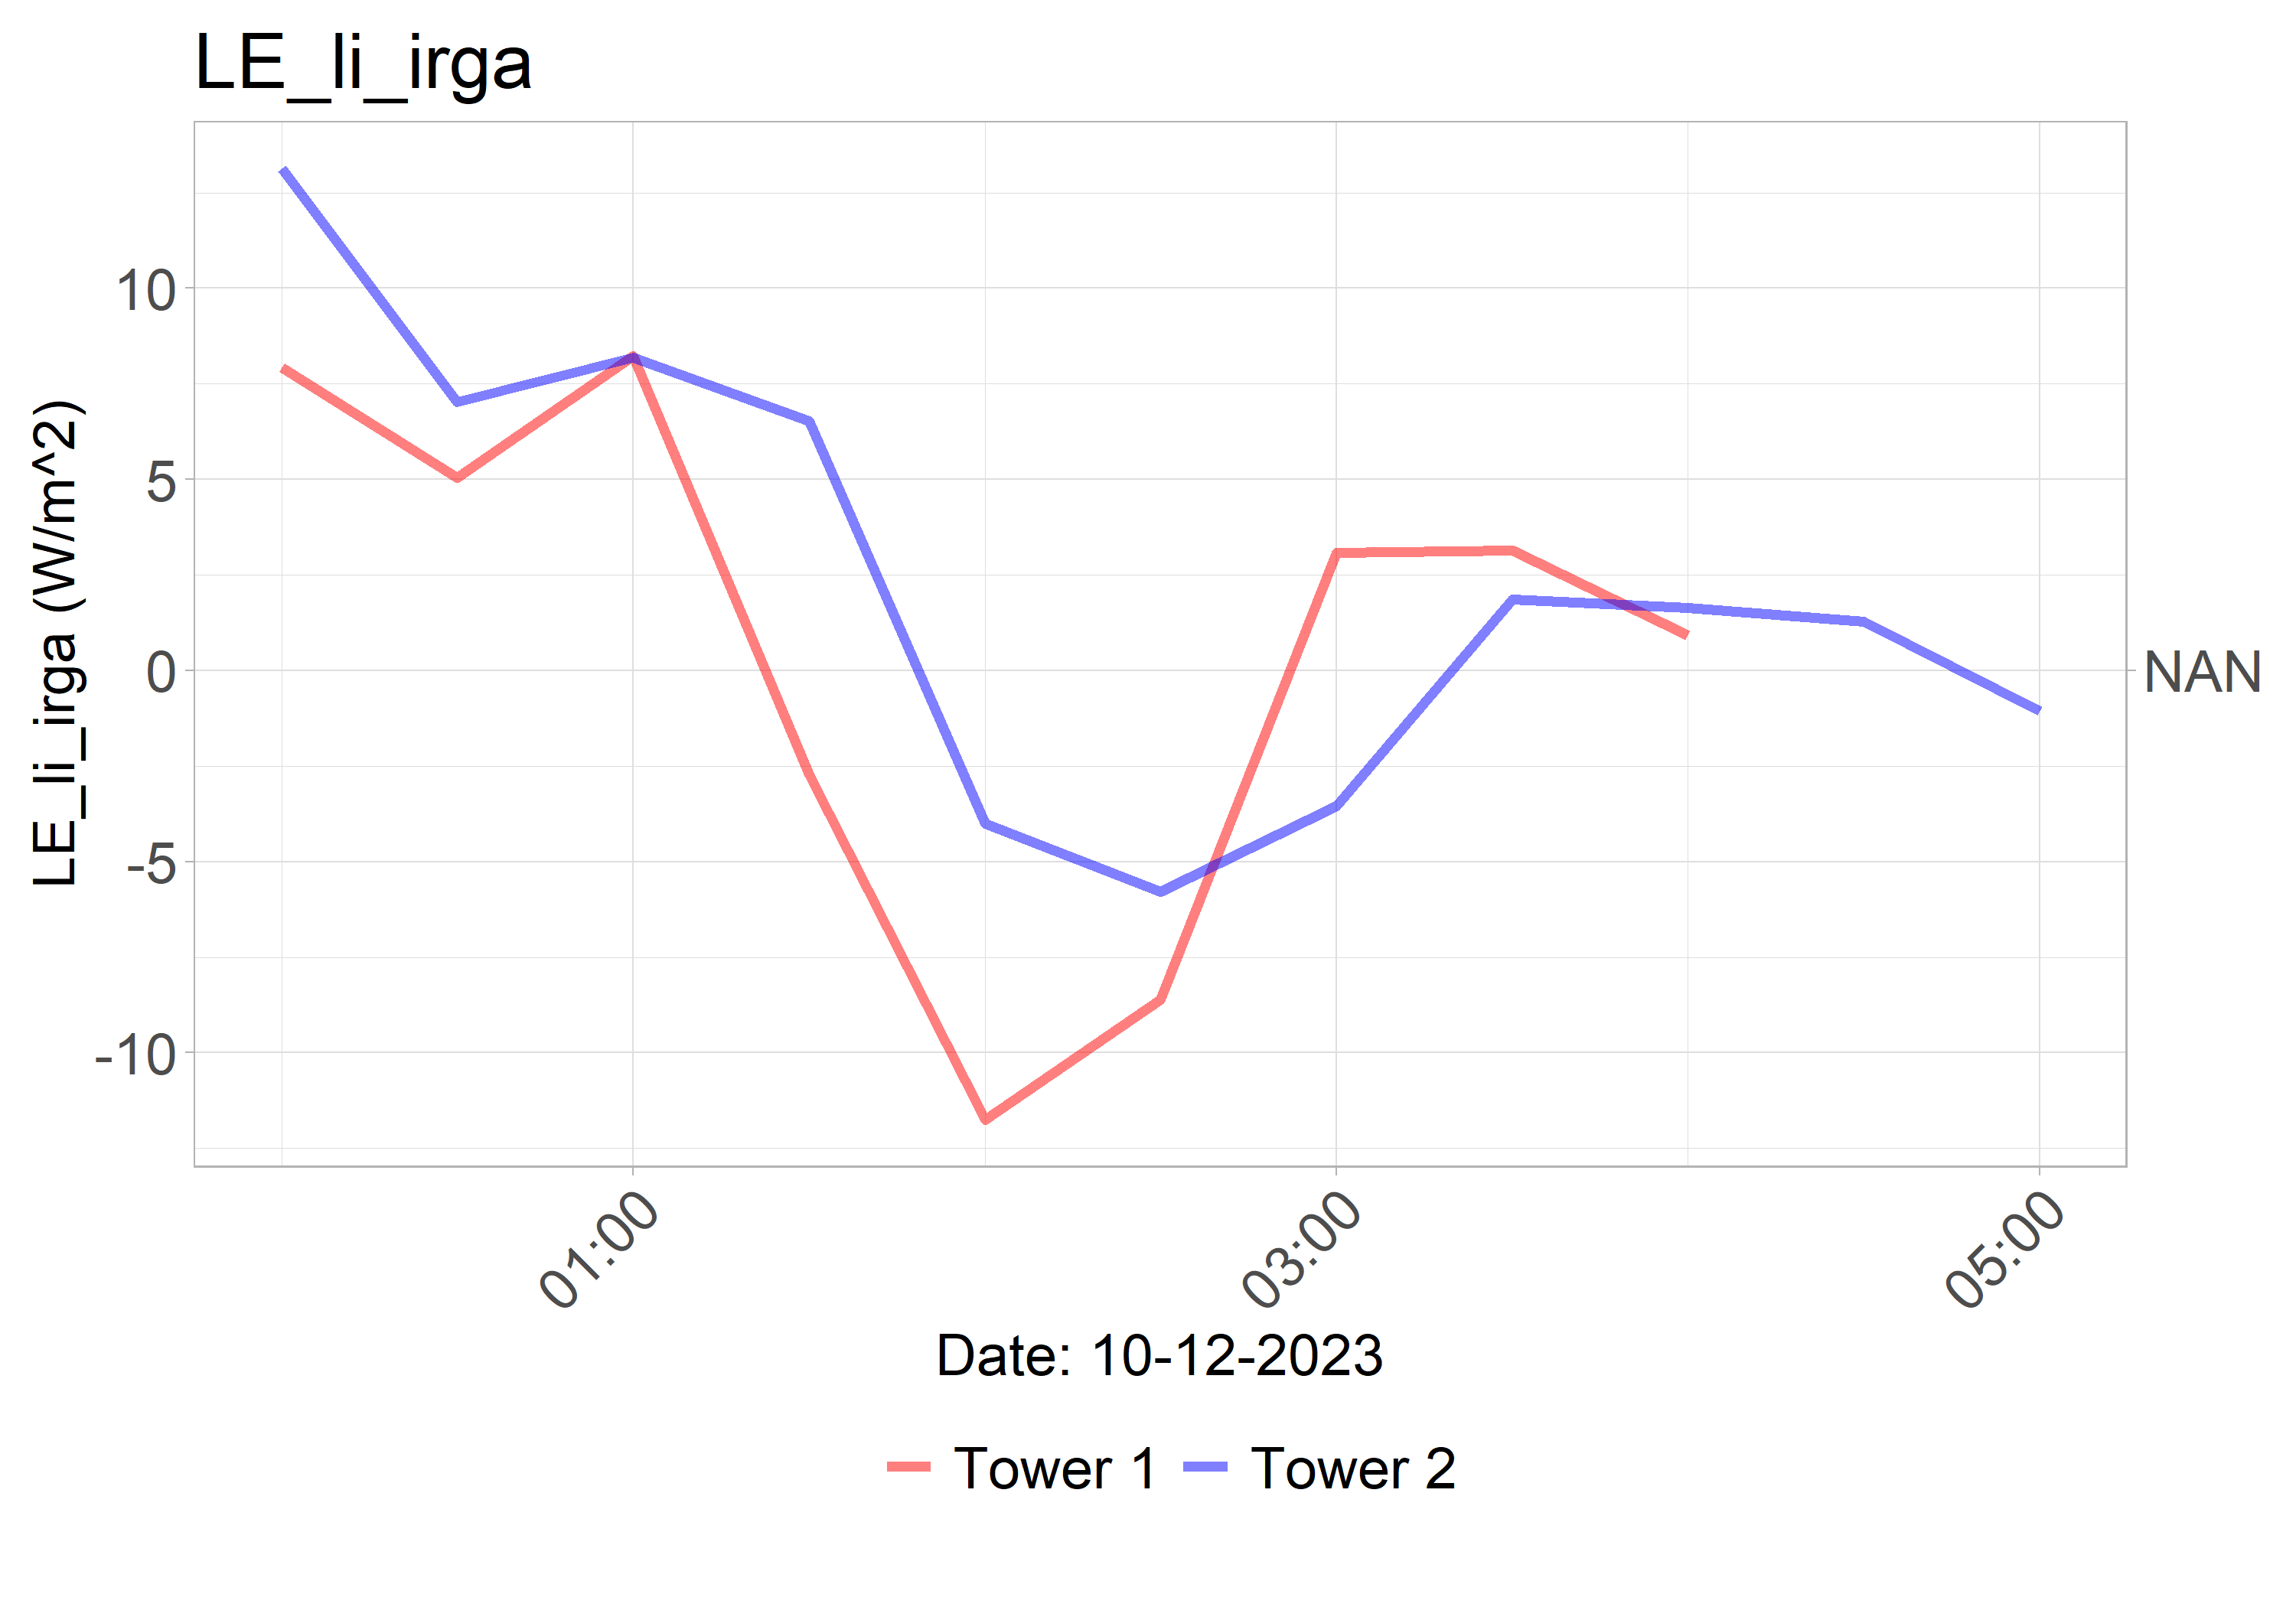 LE_li_irga
LE_li_irga (W/m^2)
10
5
0
-5
-10
NAN
01:00
03:00
05:00
Date: 10-12-2023
Tower 1
Tower 2